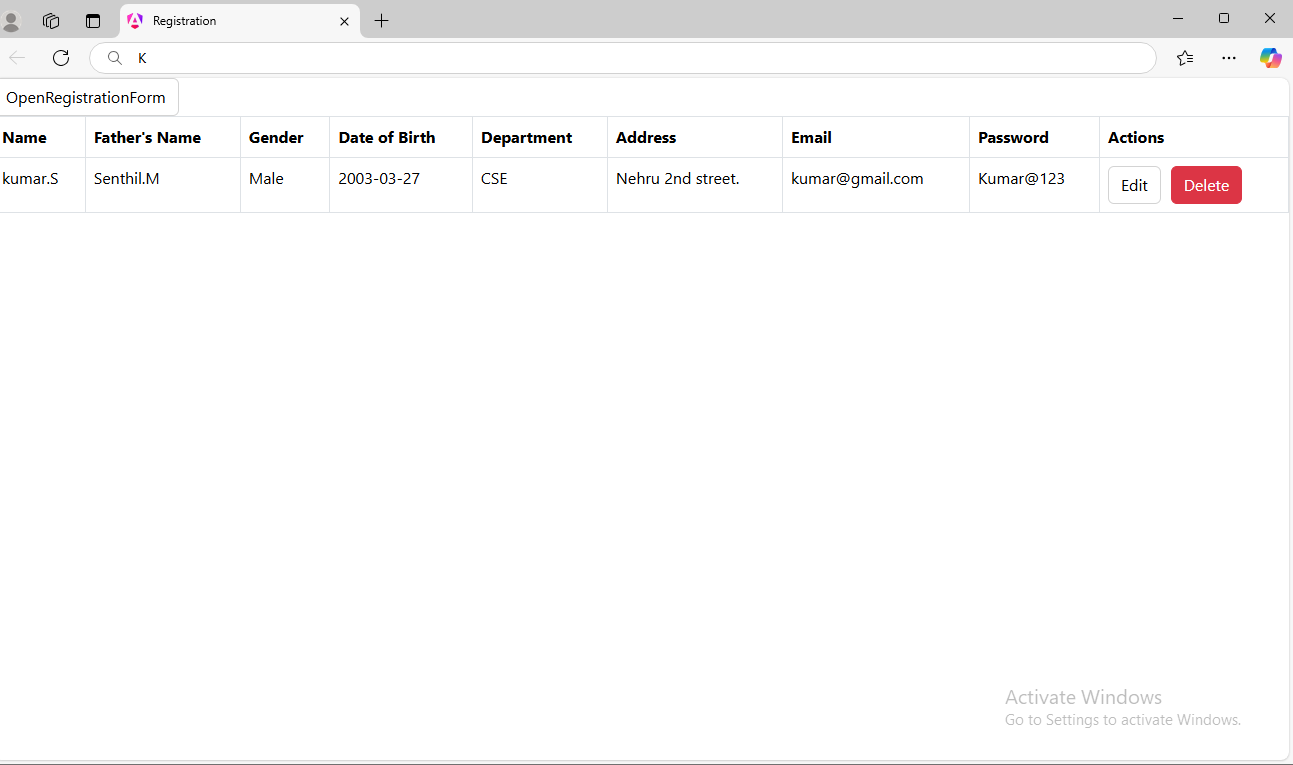 Registration
K
OpenRegistrationForm
Name Father's Name Gender Date of Birth Department Address Email Password Actions
kumar.S Senthil.M Male 2003-03-27 CSE Nehru 2nd street. kumar@gmail.com Kumar@123 Edit Delete
Activate Windows
Go to Settings to activate Windows.